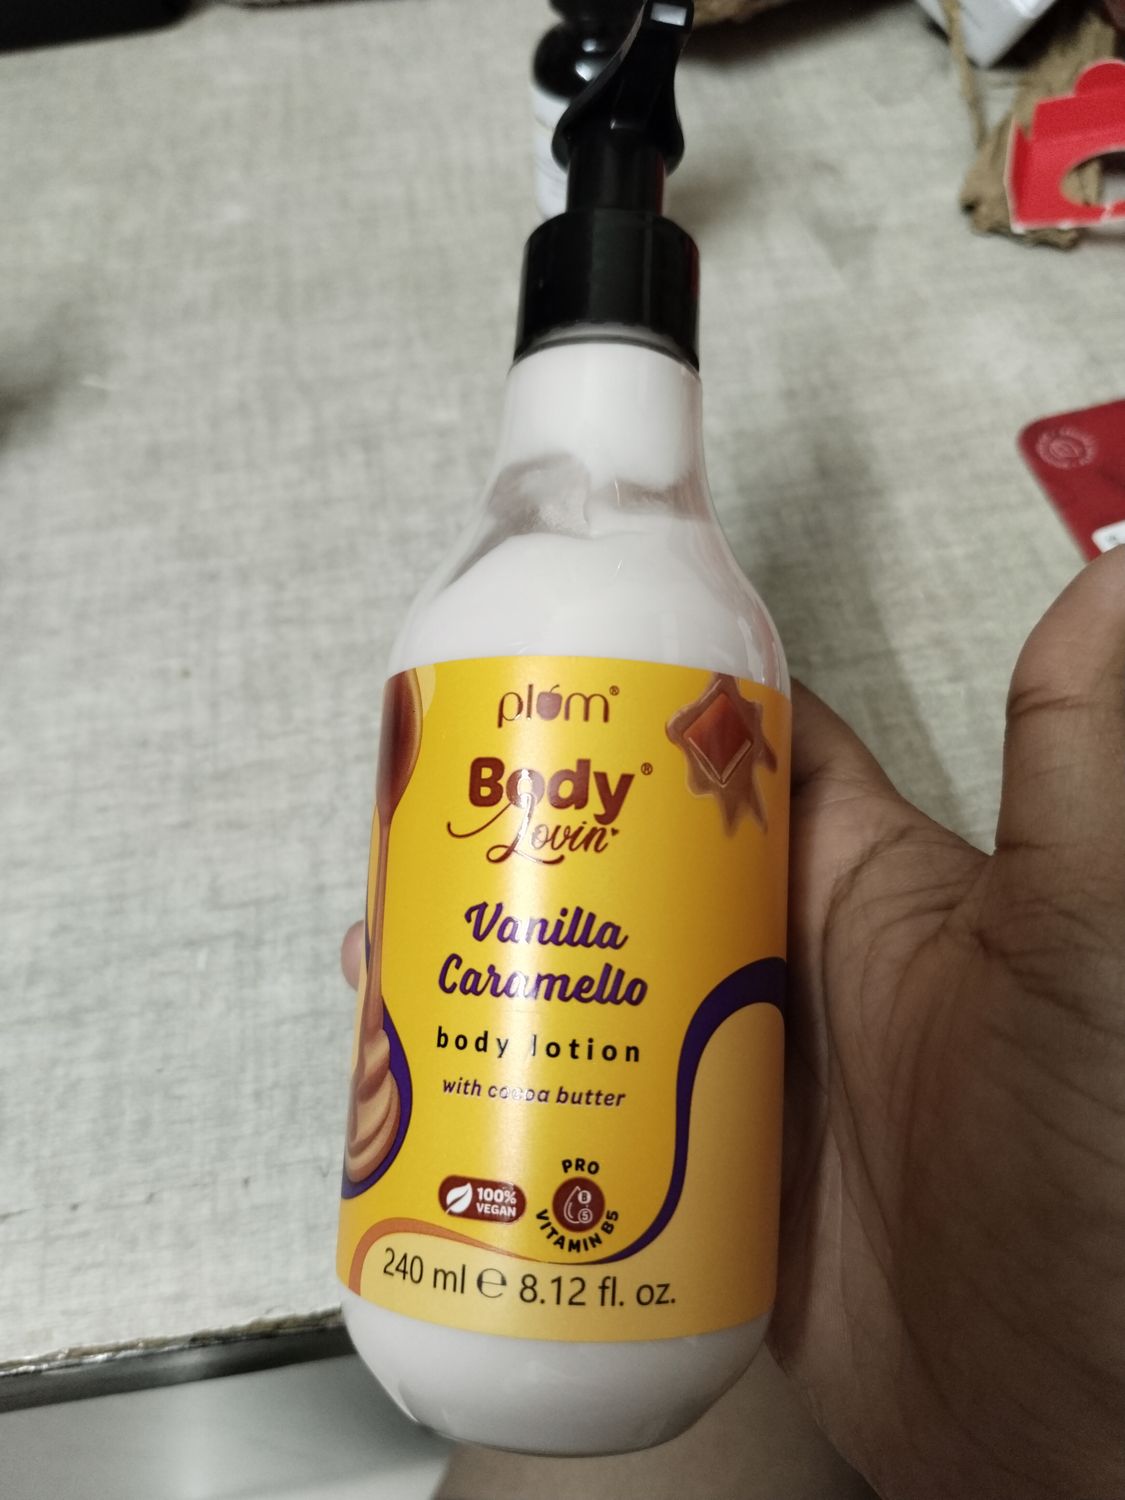 plum®
Body®
Lovin'
Vanilla
Caramello
body lotion
with cocoa butter
100%
VEGAN
PRO
B
5
VITAMIN B5
240 ml ℮ 8.12 fl. oz.